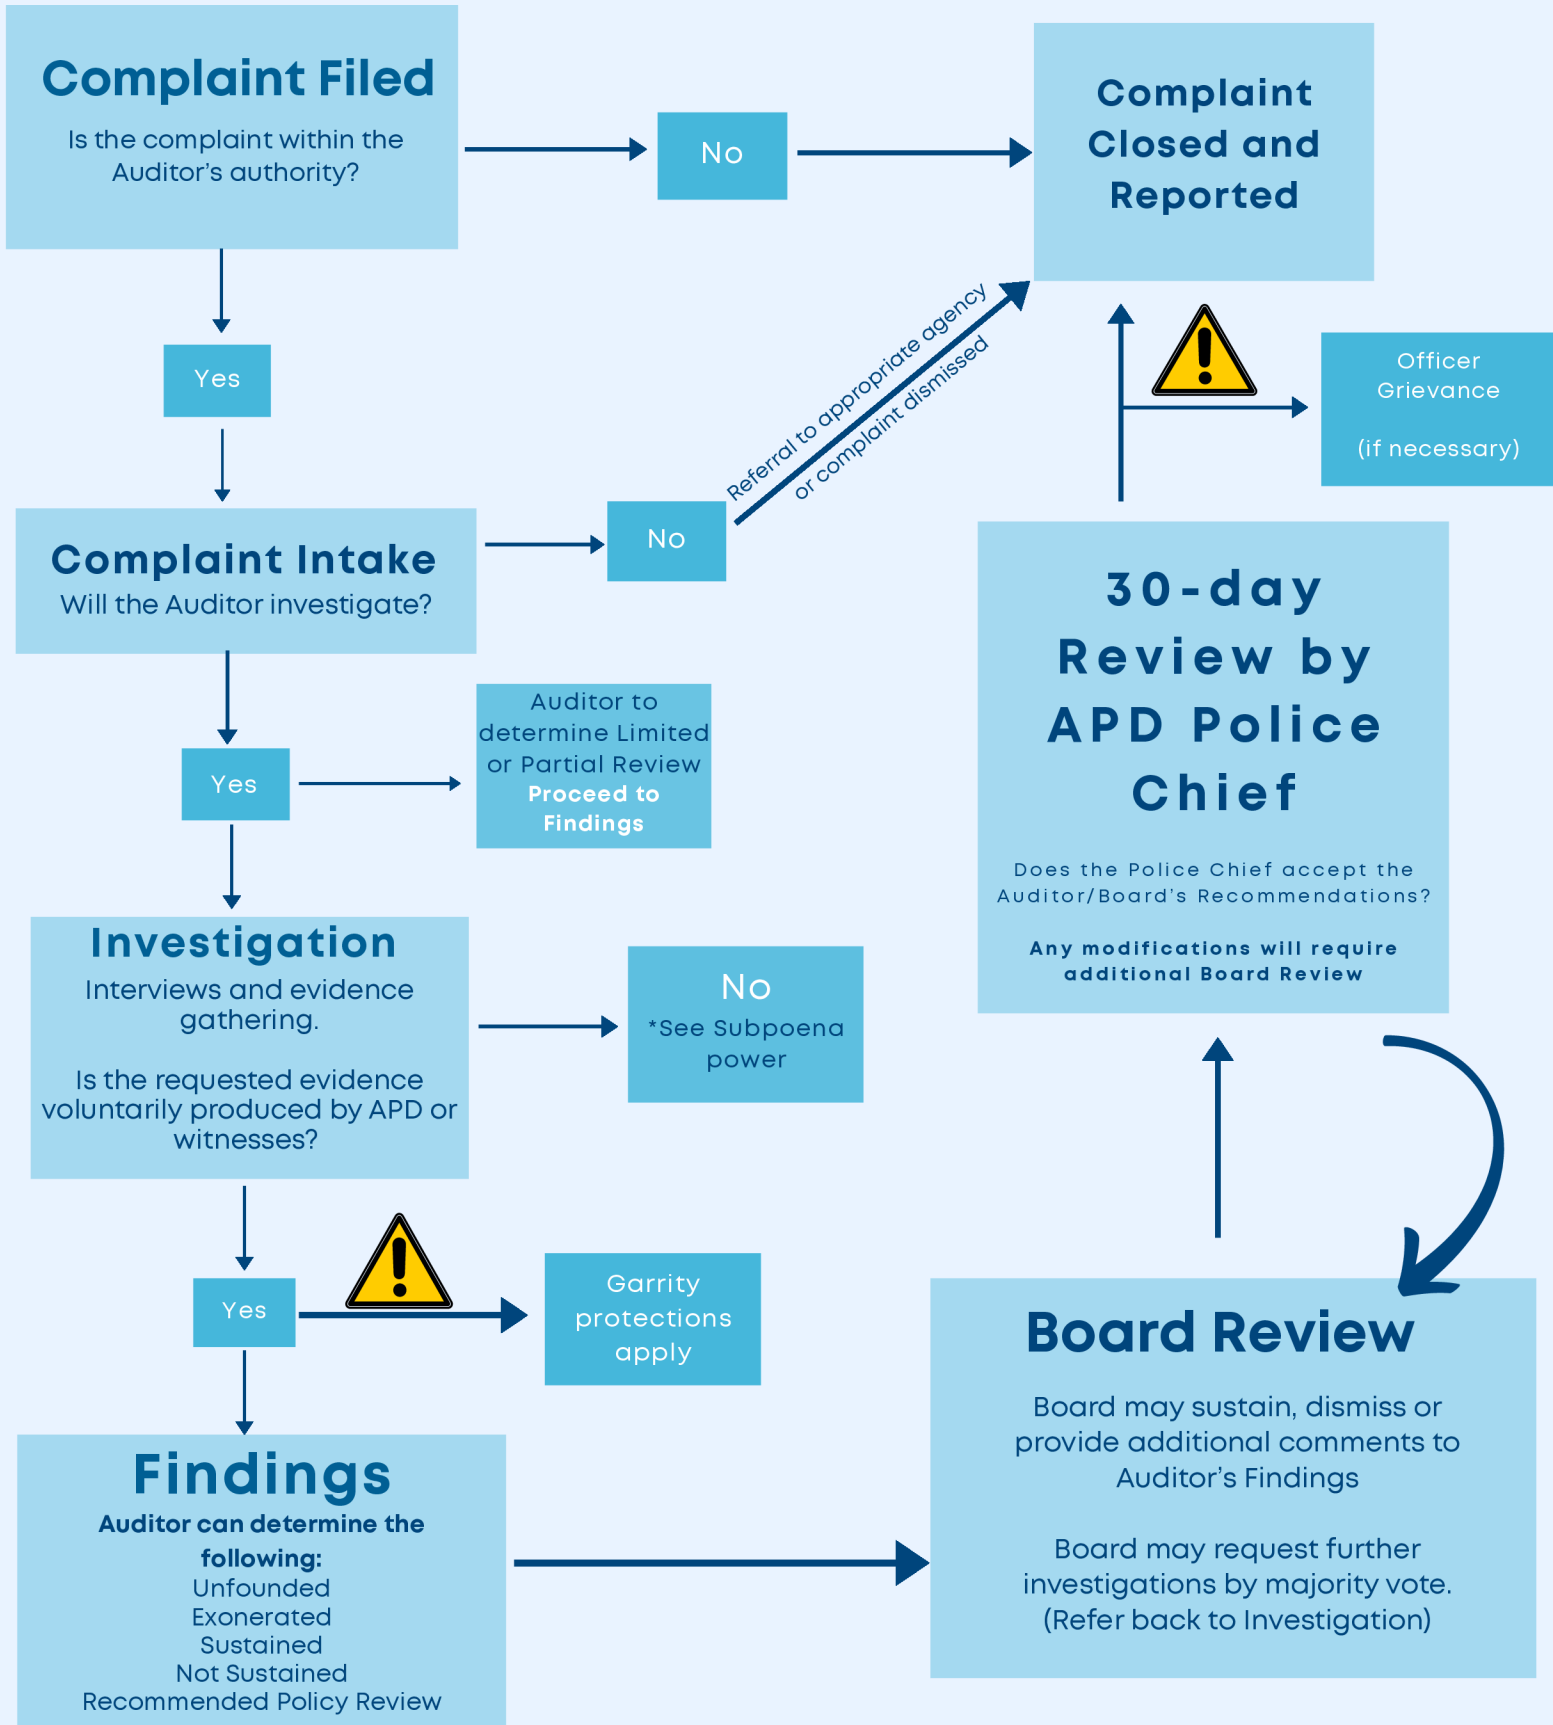 Complaint Filed
Is the complaint within the
Auditor's authority?
No
Complaint
Closed and
Reported
Yes
Referral to appropriate agency
or complaint dismissed
Officer
Grievance
(if necessary)
Complaint Intake
Will the Auditor investigate?
No
30-day
Review by
APD Police
Chief
Does the Police Chief accept the
Auditor/Board's Recommendations?
Any modifications will require
additional Board Review
Yes
Auditor to
determine Limited
or Partial Review
Proceed to
Findings
Investigation
Interviews and evidence
gathering.
Is the requested evidence
voluntarily produced by APD or
witnesses?
No
*See Subpoena
power
Yes
Garrity
protections
apply
Findings
Auditor can determine the
following:
Unfounded
Exonerated
Sustained
Not Sustained
Recommended Policy Review
Board Review
Board may sustain, dismiss or
provide additional comments to
Auditor's Findings
Board may request further
investigations by majority vote.
(Refer back to Investigation)